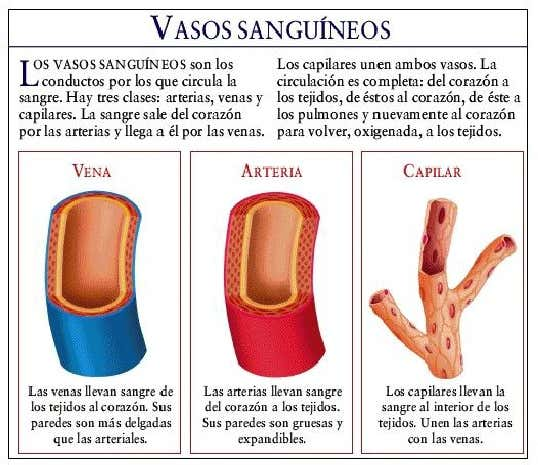 VASOS SANGUÍNEOS
LOS VASOS SANGUÍNEOS son los
conductos por los que circula la
sangre. Hay tres clases: arterias, venas y
capilares. La sangre sale del corazón
por las arterias y llega a él por las venas.
Los capilares unen ambos vasos. La
circulación es completa: del corazón a
los tejidos, de éstos al corazón, de éste a
los pulmones y nuevamente al corazón
para volver, oxigenada, a los tejidos.
VENA
Las venas llevan sangre de
los tejidos al corazón. Sus
paredes son más delgadas
que las arteriales.
ARTERIA
Las arterias llevan sangre
del corazón a los tejidos.
Sus paredes son gruesas y
expandibles.
CAPILAR
Los capilares llevan la
sangre al interior de los
tejidos. Unen las arterias
con las venas.